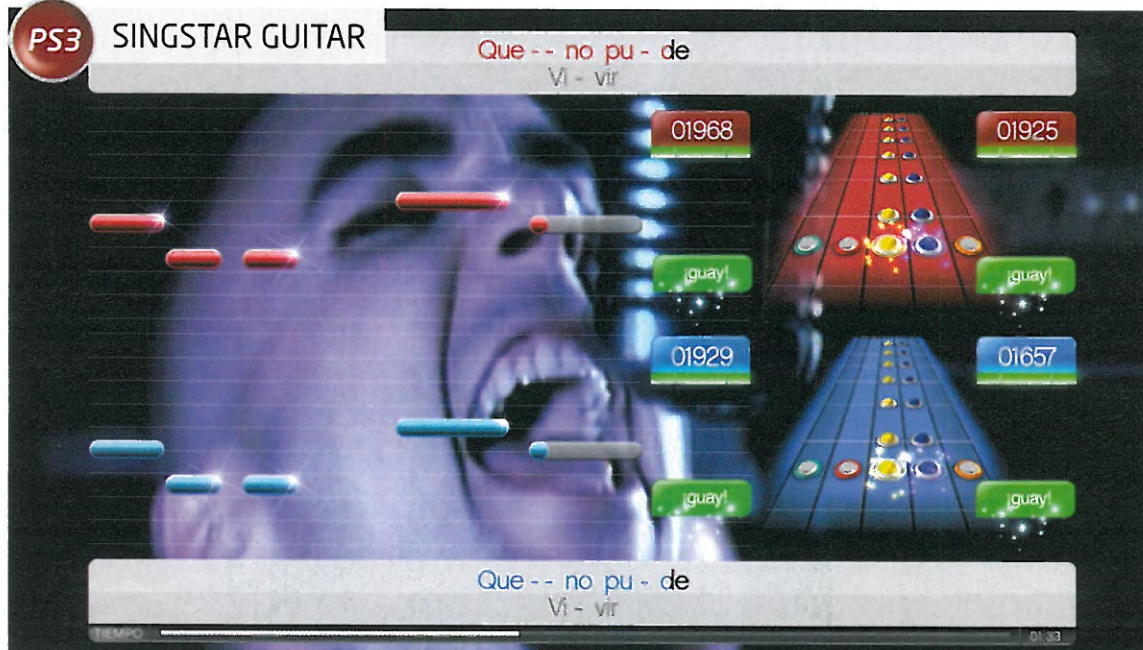 PS3 SINGSTAR GUITAR
Que - - no pu - de
Vi - vir
01968
01925
¡guay!
¡guay!
01929
01657
¡guay!
¡guay!
Que - - no pu - de
Vi - vir
TIEMPO
01:33